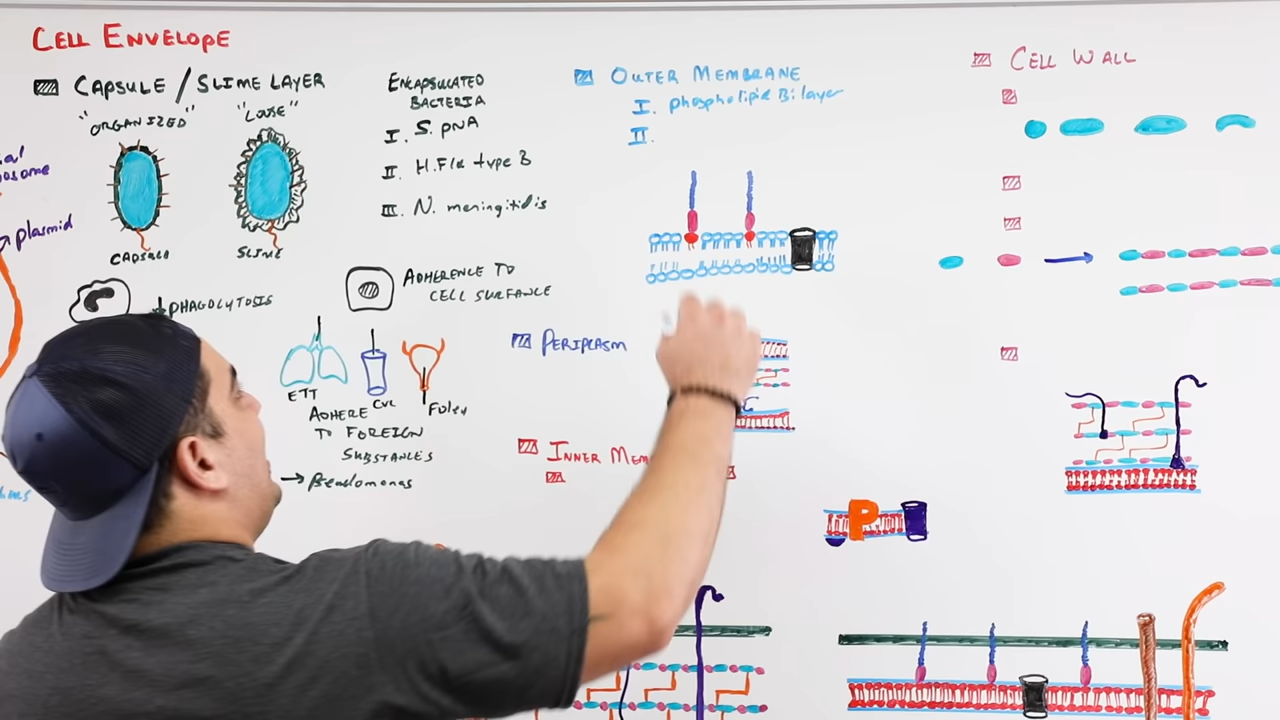 CELL ENVELOPE
CAPSULE / SLIME LAYER
"ORGANIZED"
"LOOSE"
CAPSULE
SLIME
ENCAPSULATED
BACTERIA
I. S. PNA
II. H. Flu type B
III. N. meningitidis
plasmid
↓ PHAGOCYTOSIS
ADHERENCE TO
CELL SURFACE
ETT
CVC
Foley
ADHERE
TO FOREIGN
SUBSTANCES
→ Pseudomonas
OUTER MEMBRANE
I. phospholipid Bilayer
II.
PERIPLASM
INNER MEM
P
CELL WALL